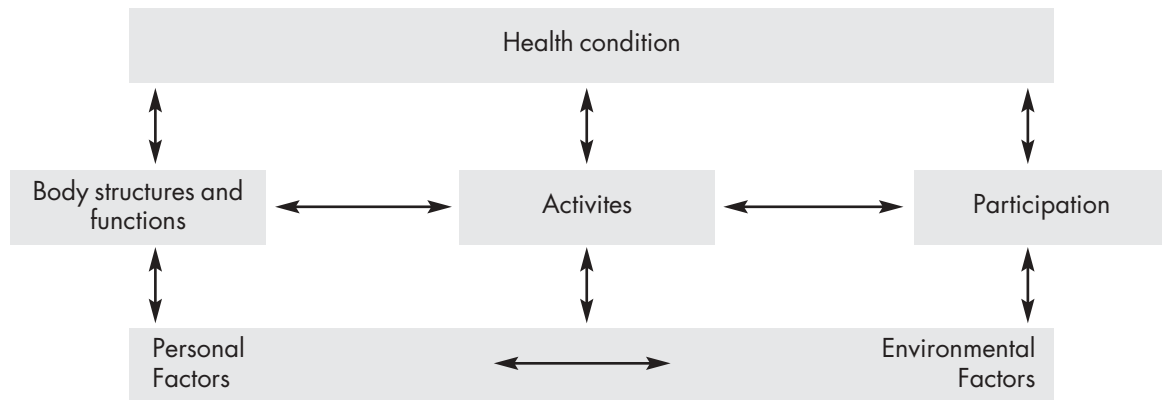 Health condition
Body structures and
functions
Activites
Participation
Personal
Factors
Environmental
Factors